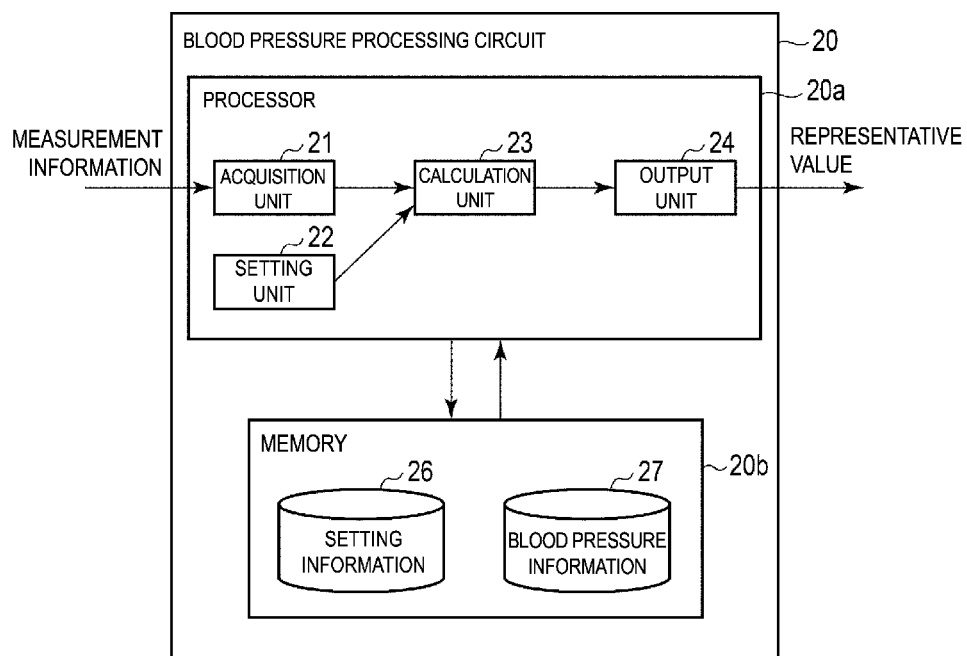 BLOOD PRESSURE PROCESSING CIRCUIT
20
PROCESSOR
20a
MEASUREMENT
INFORMATION
REPRESENTATIVE
VALUE
21
ACQUISITION
UNIT
23
CALCULATION
UNIT
24
OUTPUT
UNIT
22
SETTING
UNIT
MEMORY
20b
26
SETTING
INFORMATION
27
BLOOD PRESSURE
INFORMATION